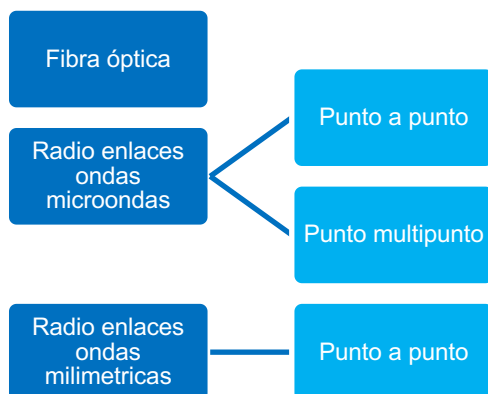 Fibra óptica
Radio enlaces
ondas
microondas
Punto a punto
Punto multipunto
Radio enlaces
ondas
milimetricas
Punto a punto